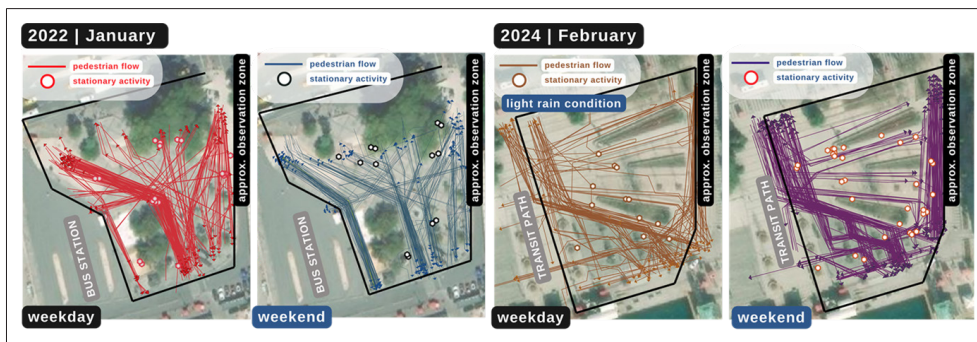 2022 | January
pedestrian flow
stationary activity
approx. observation zone
BUS STATION
weekday
pedestrian flow
stationary activity
approx. observation zone
BUS STATION
weekend
2024 | February
pedestrian flow
stationary activity
light rain condition
approx. observation zone
TRANSIT PATH
weekday
pedestrian flow
stationary activity
approx. observation zone
TRANSIT PATH
weekend